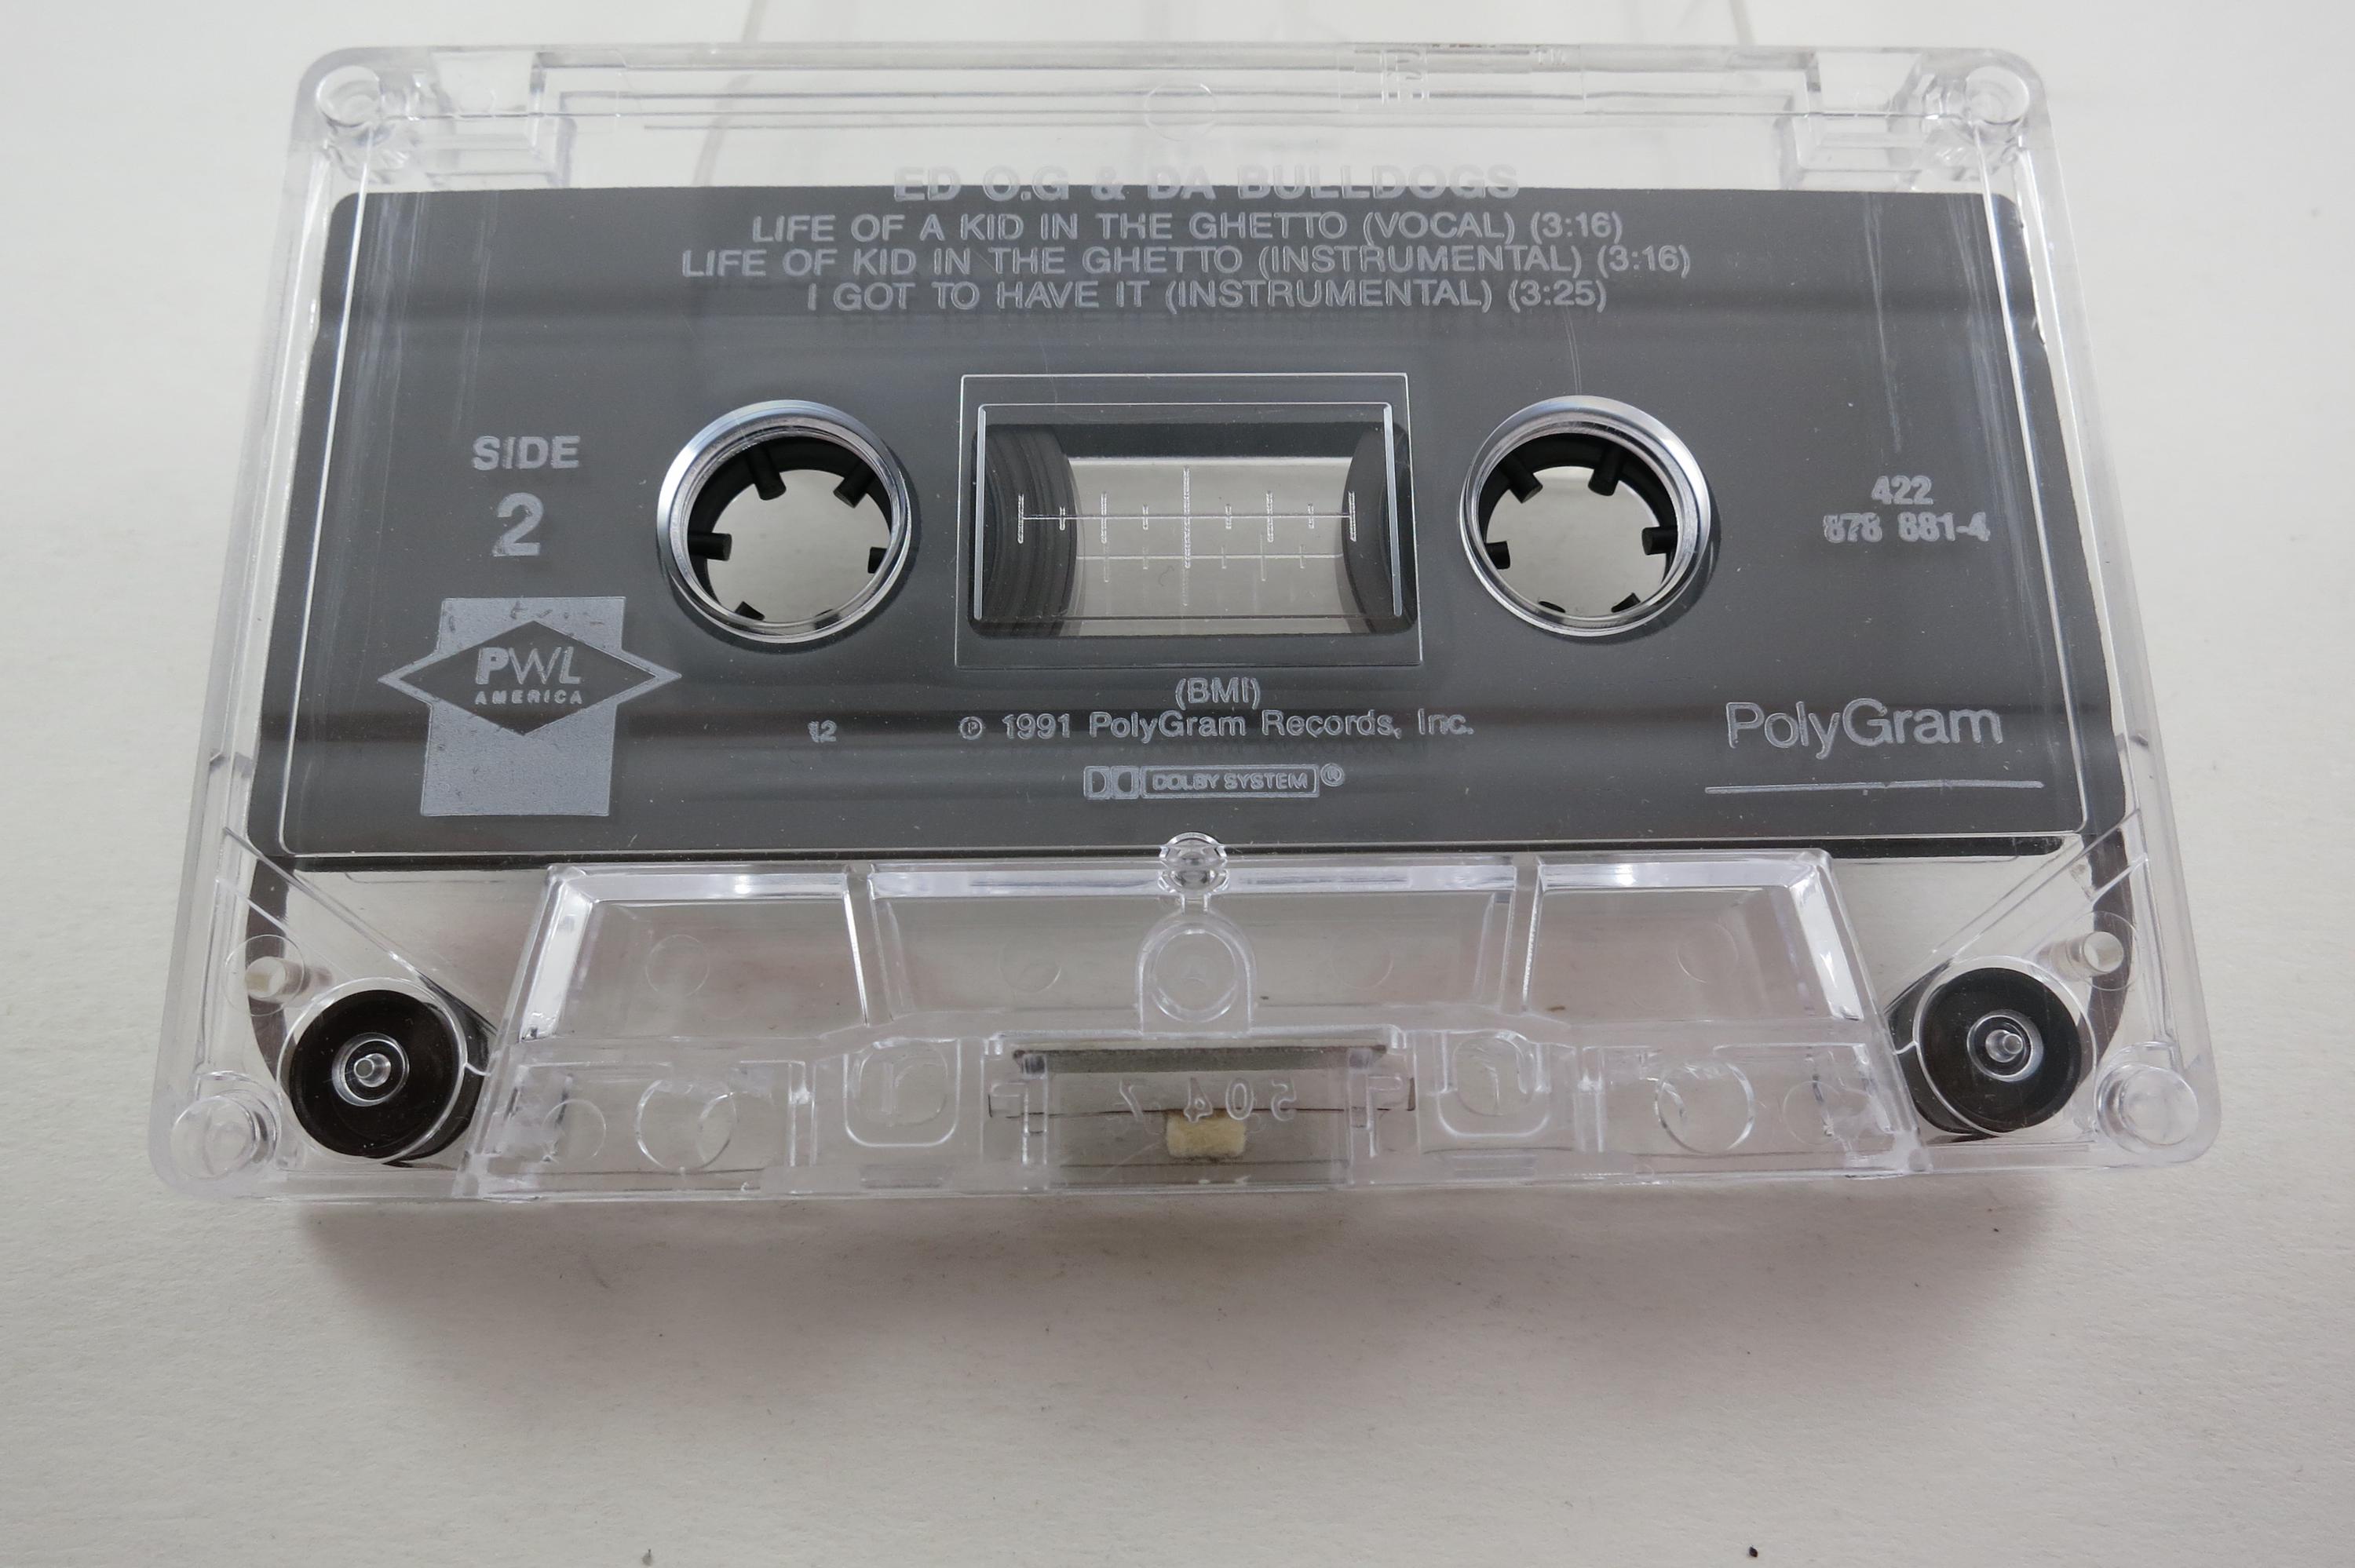 ED O.G & DA BULLDOGS
LIFE OF A KID IN THE GHETTO (VOCAL) (3:16)
LIFE OF KID IN THE GHETTO (INSTRUMENTAL) (3:16)
I GOT TO HAVE IT (INSTRUMENTAL) (3:25)
SIDE
2
422
878 881-4
PWL
AMERICA
(BMI)
12
℗ 1991 PolyGram Records, Inc.
PolyGram
DOLBY SYSTEM®
5047